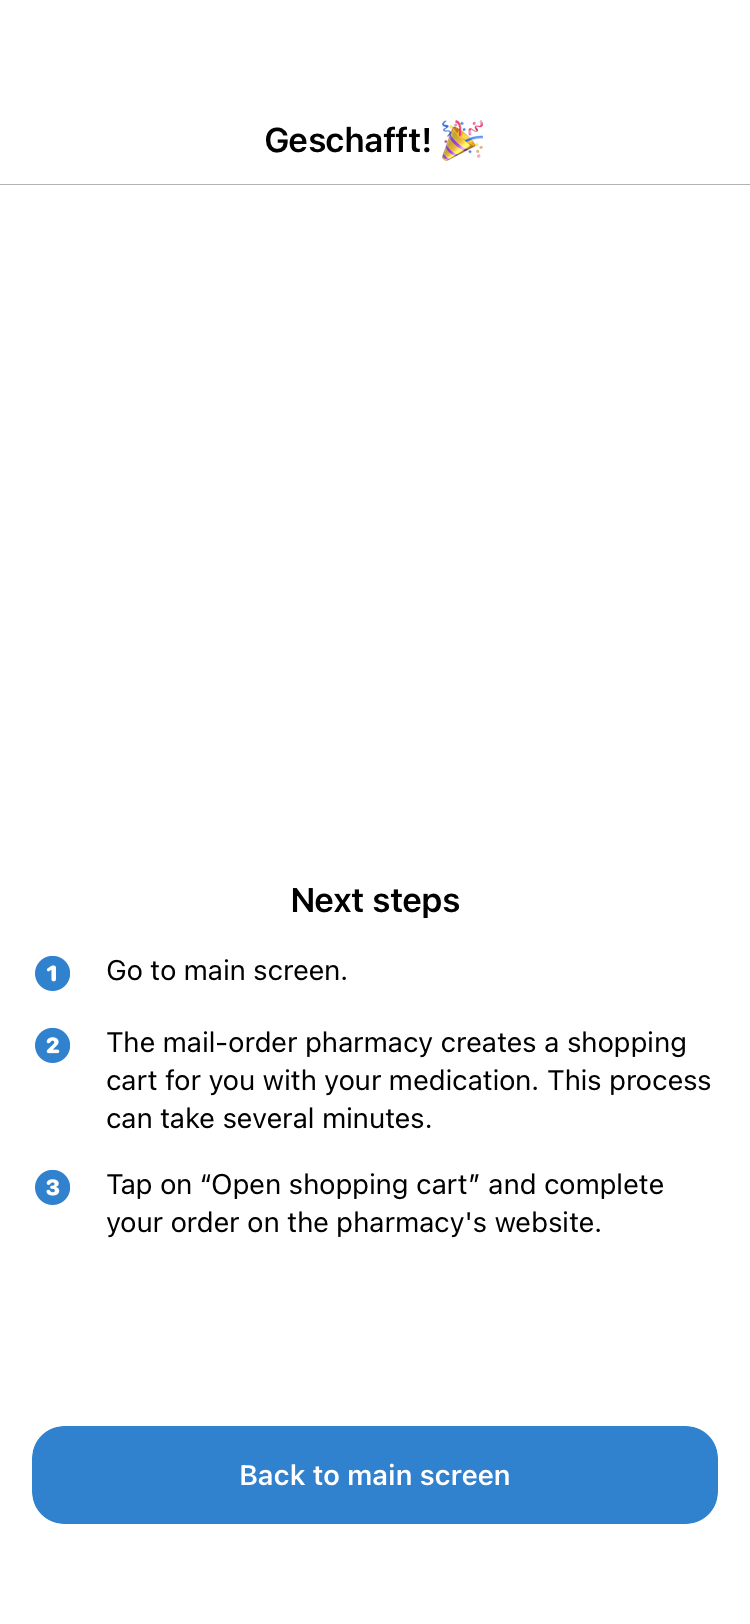 Geschafft! 🎉
Next steps
1 Go to main screen.
2 The mail-order pharmacy creates a shopping
cart for you with your medication. This process
can take several minutes.
3 Tap on “Open shopping cart” and complete
your order on the pharmacy's website.
Back to main screen